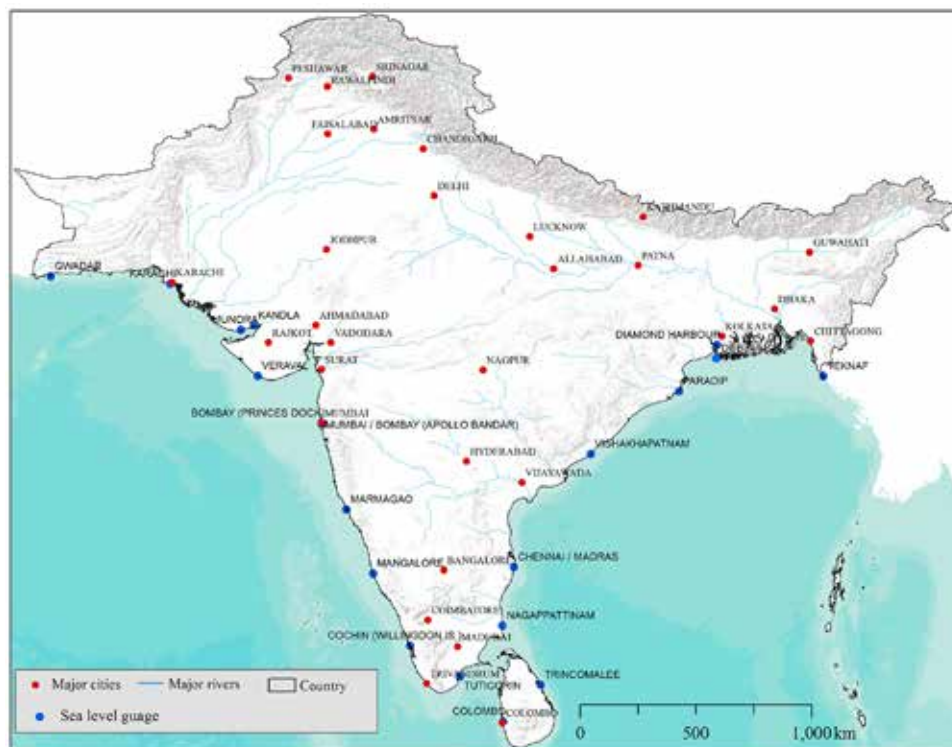 PESHAWAR
SRINAGAR
RAWALPINDI
FAISALABAD
AMRITSAR
CHANDIGARH
DELHI
KATHMANDU
LUCKNOW
GUWAHATI
JODHPUR
ALLAHABAD
PATNA
GWADAR
KARACHI
KARACHI
DHAKA
KANDLA
AHMADABAD
RAJKOT
VADODARA
DIAMOND HARBOUR
KOLKATA
CHITTAGONG
VERAVAL
SURAT
NAGPUR
TEKNAF
PARADIP
BOMBAY (PRINCES DOCK)
MUMBAI
MUMBAI / BOMBAY (APOLLO BANDAR)
HYDERABAD
VISHAKHAPATNAM
VIJAYAWADA
MARMAGAO
MANGALORE
BANGALORE
CHENNAI / MADRAS
COIMBATORE
NAGAPPATTINAM
COCHIN (WILLINGDON IS.)
MADURAI
TRIVANDRUM
TUTICORIN
TRINCOMALEE
COLOMBO
COLOMBO
Major cities
Major rivers
Country
Sea level guage
0 500 1,000 km